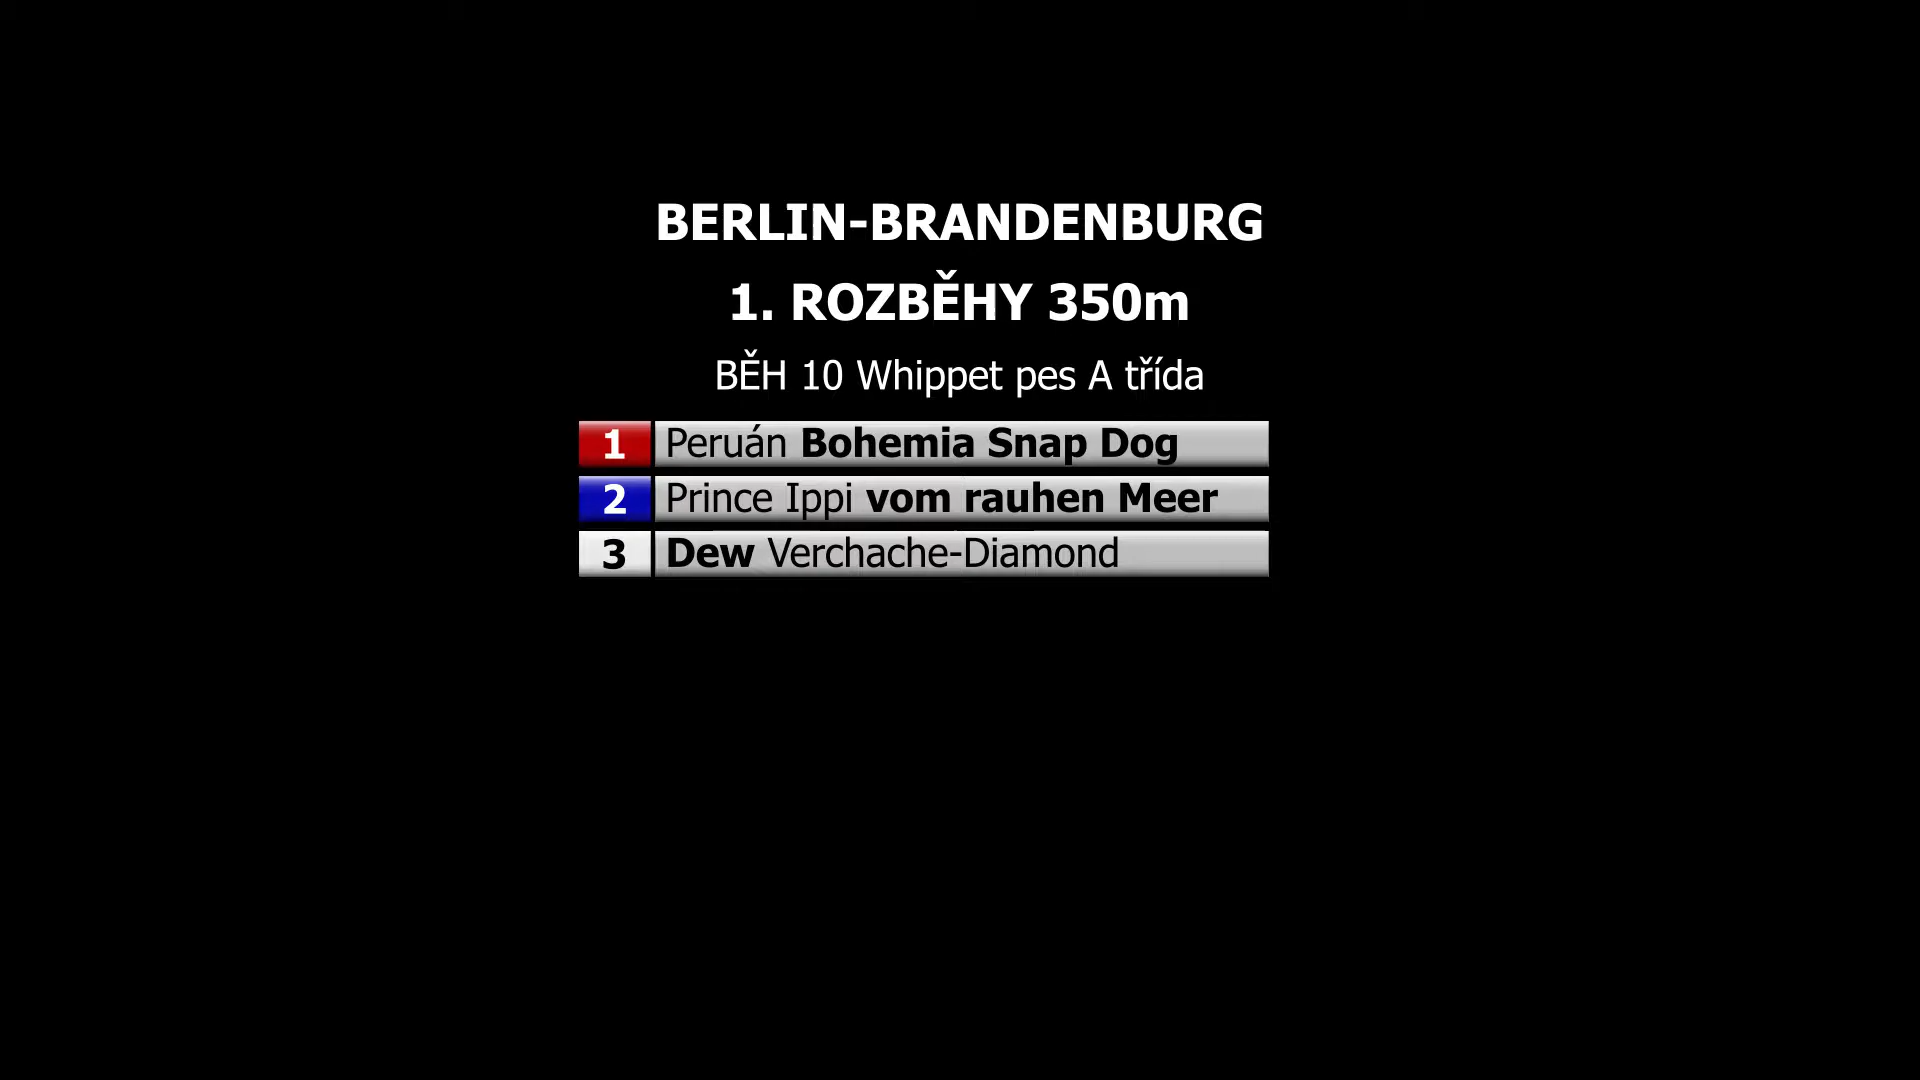 BERLIN-BRANDENBURG
1. ROZBĚHY 350m
BĚH 10 Whippet pes A třída
1 Peruán Bohemia Snap Dog
2 Prince Ippi vom rauhen Meer
3 Dew Verchache-Diamond